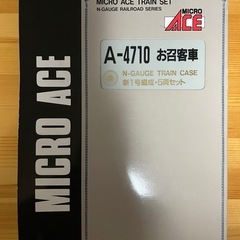 MICRO ACE TRAIN SET
N-GAUGE RAILROAD SERIES
MICRO
ACE
A-4710 お召客車
N-GAUGE TRAIN CASE
新1号編成・5両セット
MICRO ACE